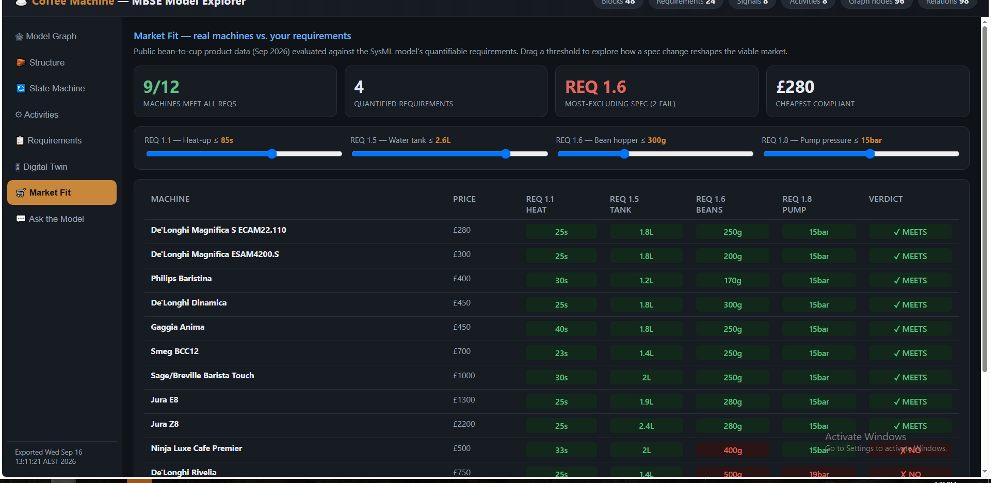 Coffee Machine — MBSE Model Explorer
Blocks 48 Requirements 24 Signals 8 Activities 8 Graph nodes 96 Relations 98
Model Graph
Structure
State Machine
Activities
Requirements
Digital Twin
Market Fit
Ask the Model
Exported Wed Sep 16
13:11:21 AEST 2026
Market Fit — real machines vs. your requirements
Public bean-to-cup product data (Sep 2026) evaluated against the SysML model's quantifiable requirements. Drag a threshold to explore how a spec change reshapes the viable market.
9/12
MACHINES MEET ALL REQS
4
QUANTIFIED REQUIREMENTS
REQ 1.6
MOST-EXCLUDING SPEC (2 FAIL)
£280
CHEAPEST COMPLIANT
REQ 1.1 — Heat-up ≤ 85s
REQ 1.5 — Water tank ≤ 2.6L
REQ 1.6 — Bean hopper ≤ 300g
REQ 1.8 — Pump pressure ≤ 15bar
MACHINE PRICE REQ 1.1 HEAT REQ 1.5 TANK REQ 1.6 BEANS REQ 1.8 PUMP VERDICT
De'Longhi Magnifica S ECAM22.110 £280 25s 1.8L 250g 15bar ✓ MEETS
De'Longhi Magnifica ESAM4200.S £300 25s 1.8L 200g 15bar ✓ MEETS
Philips Baristina £400 30s 1.2L 170g 15bar ✓ MEETS
De'Longhi Dinamica £450 25s 1.8L 300g 15bar ✓ MEETS
Gaggia Anima £450 40s 1.8L 250g 15bar ✓ MEETS
Smeg BCC12 £700 23s 1.4L 250g 15bar ✓ MEETS
Sage/Breville Barista Touch £1000 30s 2L 250g 15bar ✓ MEETS
Jura E8 £1300 25s 1.9L 280g 15bar ✓ MEETS
Jura Z8 £2200 25s 2.4L 280g 15bar ✓ MEETS
Ninja Luxe Cafe Premier £500 33s 2L 400g 15bar ✗ NO
De'Longhi Rivelia £750 25s 1.4L 500g 19bar ✗ NO
Activate Windows
Go to Settings to activate Windows.